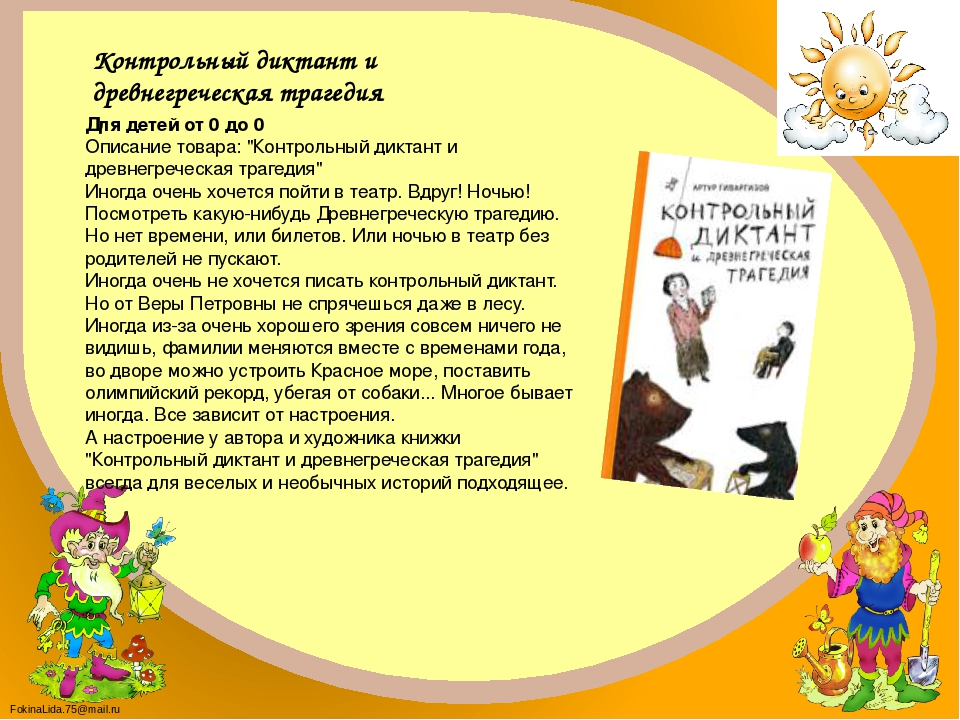 Контрольный диктант и
древнегреческая трагедия
Для детей от 0 до 0
Описание товара: "Контрольный диктант и
древнегреческая трагедия"
Иногда очень хочется пойти в театр. Вдруг! Ночью!
Посмотреть какую-нибудь Древнегреческую трагедию.
Но нет времени, или билетов. Или ночью в театр без
родителей не пускают.
Иногда очень не хочется писать контрольный диктант.
Но от Веры Петровны не спрячешься даже в лесу.
Иногда из-за очень хорошего зрения совсем ничего не
видишь, фамилии меняются вместе с временами года,
во дворе можно устроить Красное море, поставить
олимпийский рекорд, убегая от собаки... Многое бывает
иногда. Все зависит от настроения.
А настроение у автора и художника книжки
"Контрольный диктант и древнегреческая трагедия"
всегда для веселых и необычных историй подходящее.
АРТУР ГИВАРГИЗОВ
КОНТРОЛЬНЫЙ
ДИКТАНТ
и ДРЕВНЕГРЕЧЕСКАЯ
ТРАГЕДИЯ
FokinaLida.75@mail.ru